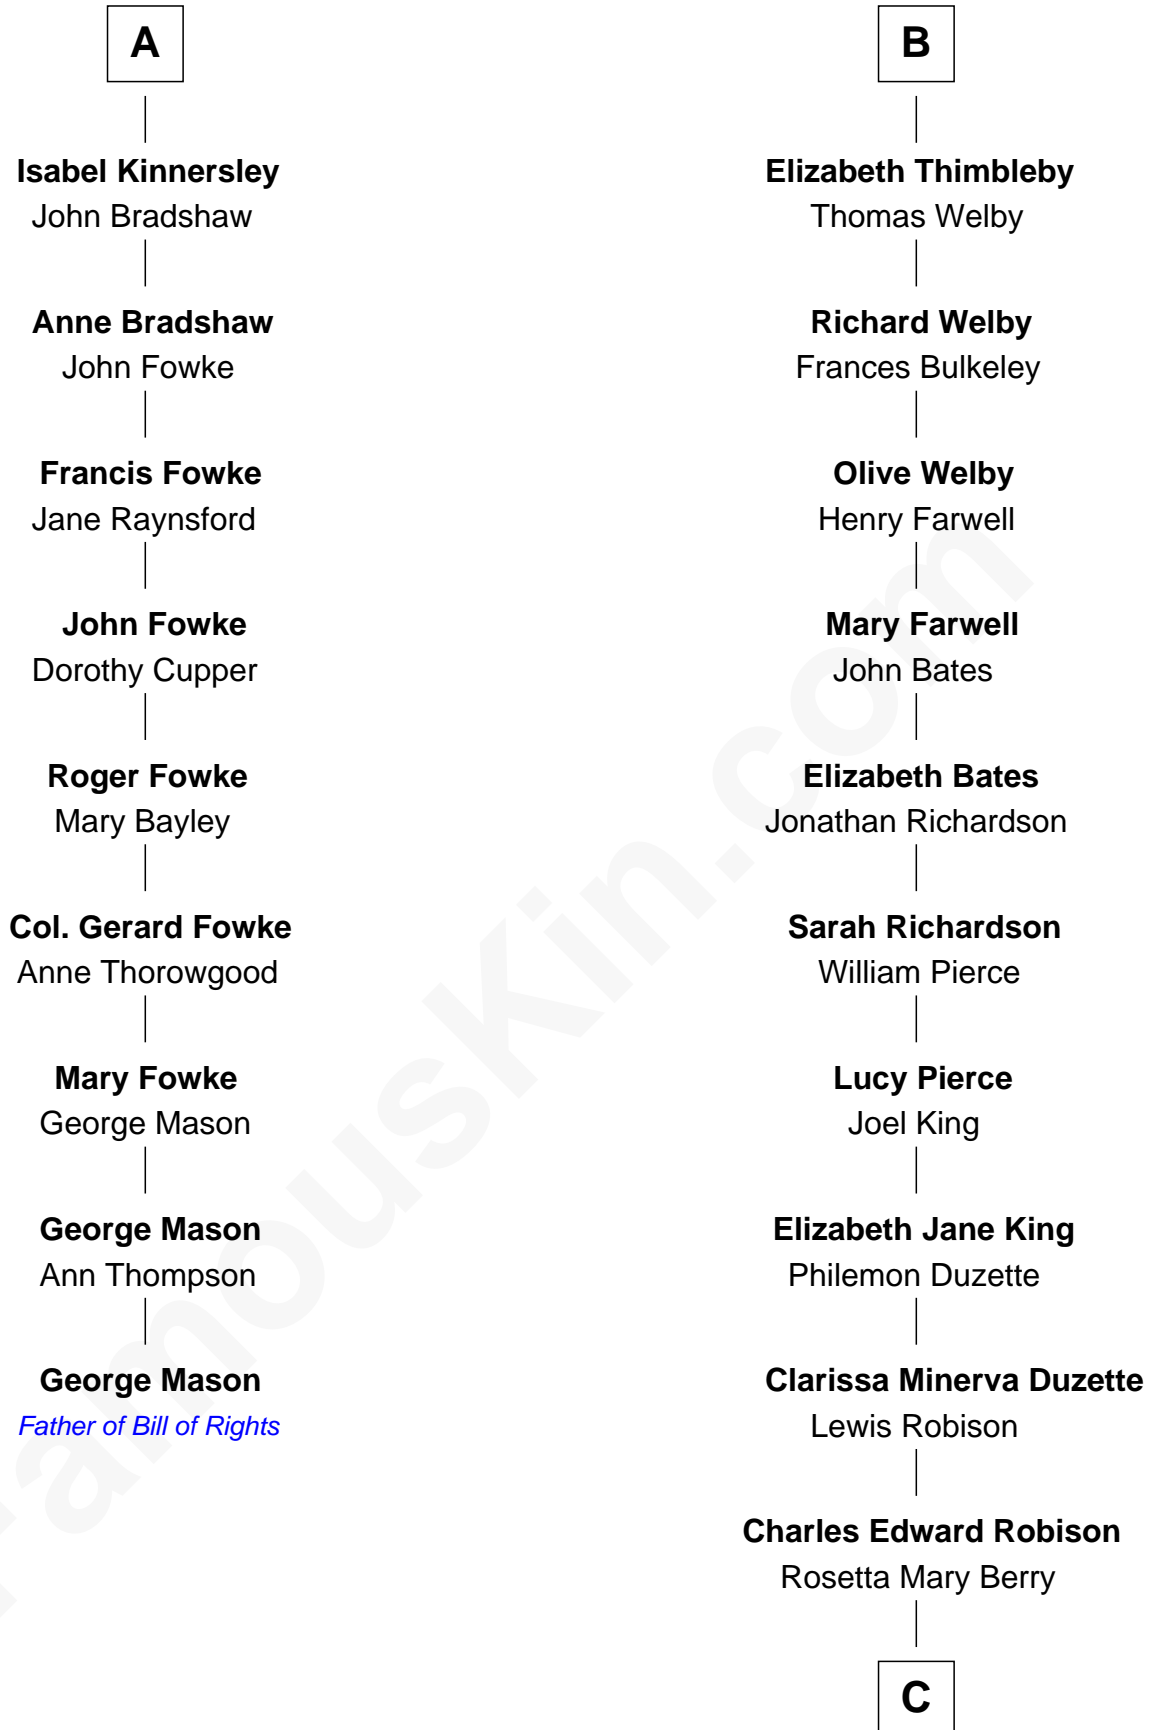 A
Isabel Kinnersley
John Bradshaw
Anne Bradshaw
John Fowke
Francis Fowke
Jane Raynsford
John Fowke
Dorothy Cupper
Roger Fowke
Mary Bayley
Col. Gerard Fowke
Anne Thorowgood
Mary Fowke
George Mason
George Mason
Ann Thompson
George Mason
Father of Bill of Rights
B
Elizabeth Thimbleby
Thomas Welby
Richard Welby
Frances Bulkeley
Olive Welby
Henry Farwell
Mary Farwell
John Bates
Elizabeth Bates
Jonathan Richardson
Sarah Richardson
William Pierce
Lucy Pierce
Joel King
Elizabeth Jane King
Philemon Duzette
Clarissa Minerva Duzette
Lewis Robison
Charles Edward Robison
Rosetta Mary Berry
C
FamousKin.com